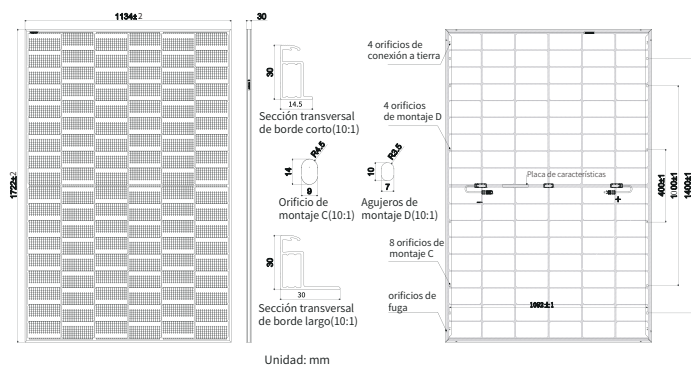 1134±2
30
1722±2
30
14.5
Sección transversal
de borde corto(10:1)
R4.5
14
9
Orificio de
montaje C(10:1)
R3.5
10
7
Agujeros de
montaje D(10:1)
30
30
Sección transversal
de borde largo(10:1)
4 orificios de
conexión a tierra
4 orificios
de montaje D
Placa de características
-
+
400±1
1400±1
8 orificios de
montaje C
orificios de
fuga
Unidad: mm